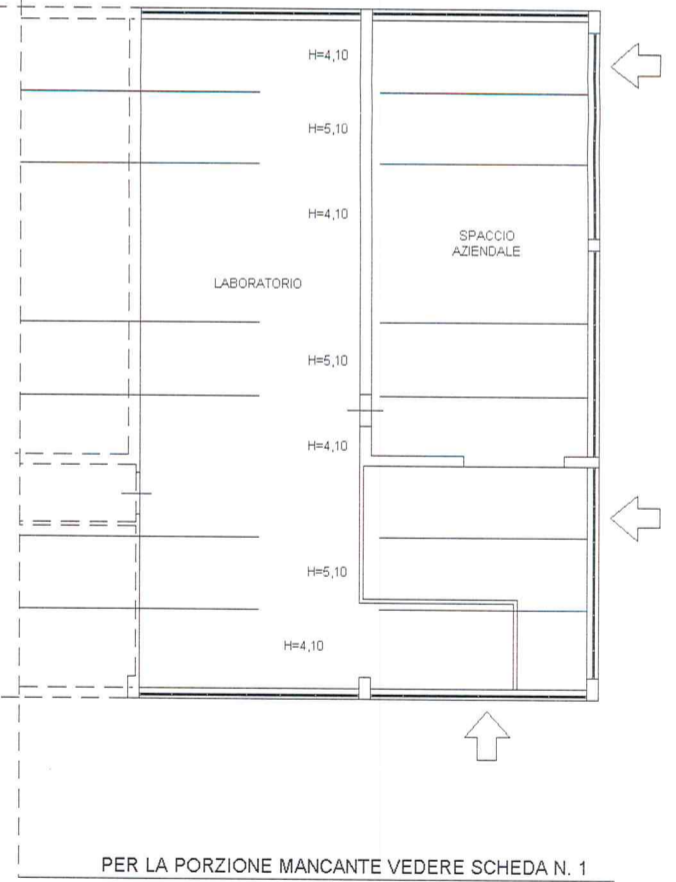 H=4,10
H=5,10
H=4,10
SPACCIO
AZIENDALE
LABORATORIO
H=5,10
H=4,10
H=5,10
H=4,10
PER LA PORZIONE MANCANTE VEDERE SCHEDA N. 1